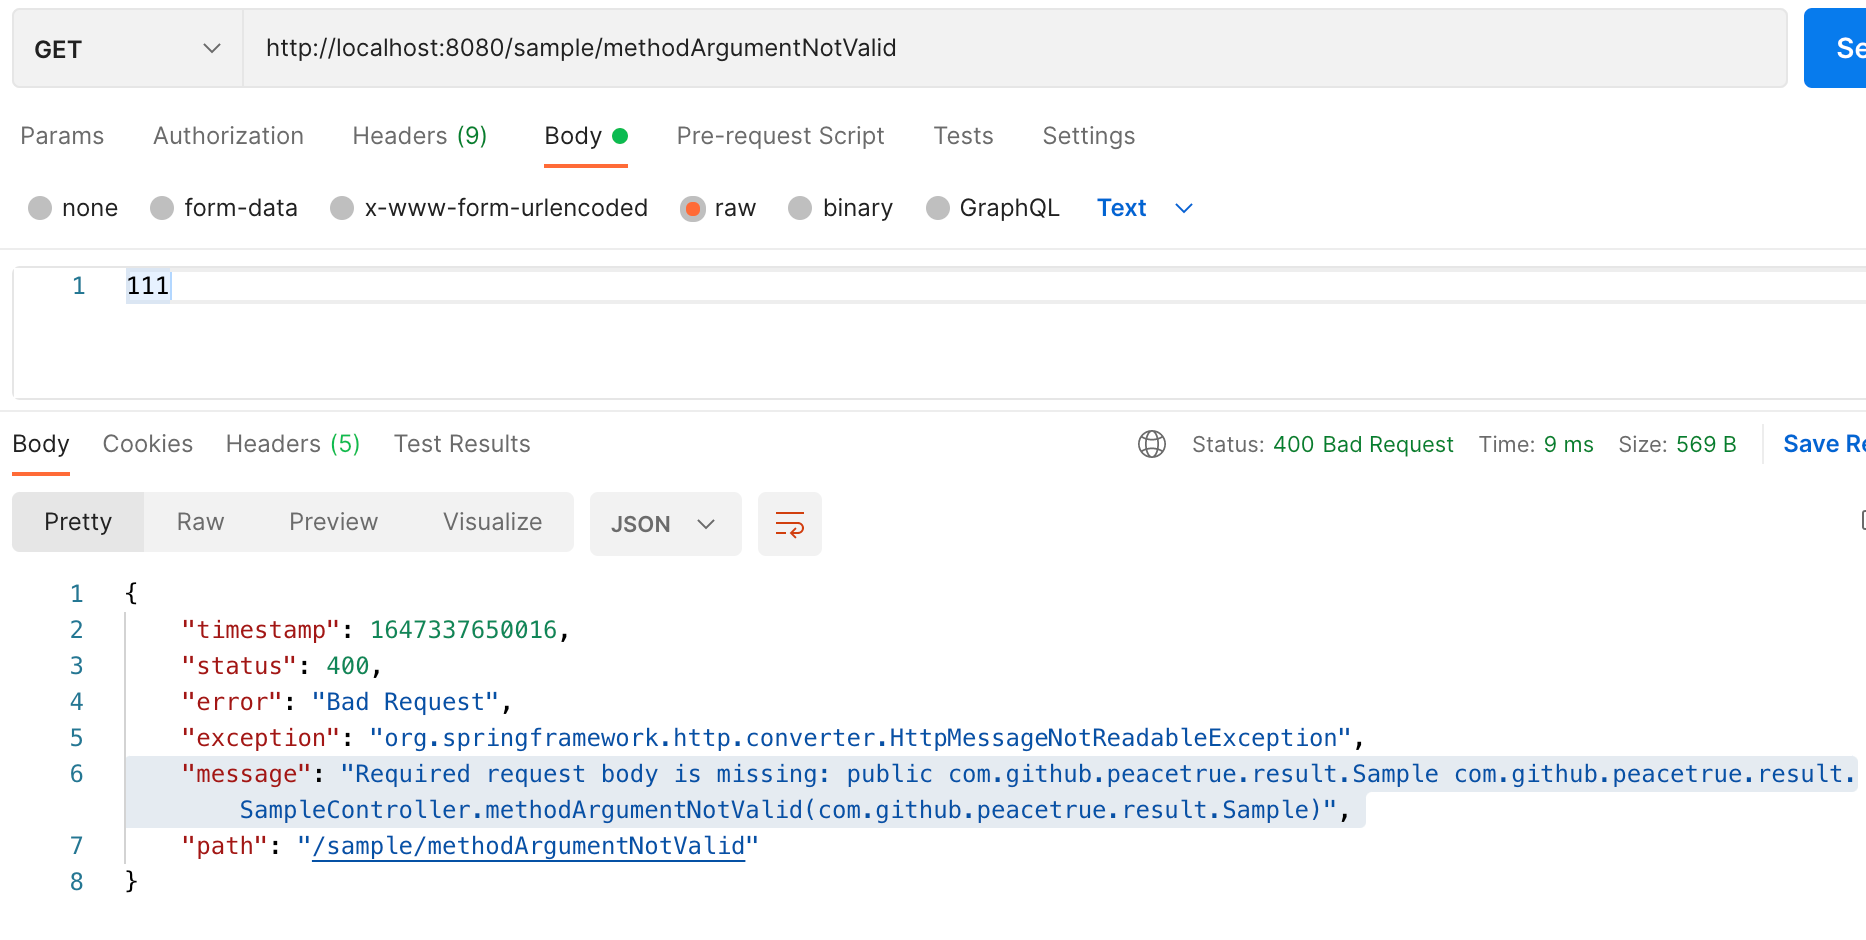 GET http://localhost:8080/sample/methodArgumentNotValid Se
Params Authorization Headers (9) Body Pre-request Script Tests Settings
none form-data x-www-form-urlencoded raw binary GraphQL Text
1 111
Body Cookies Headers (5) Test Results Status: 400 Bad Request Time: 9 ms Size: 569 B Save Re
Pretty Raw Preview Visualize JSON
1 {
2 "timestamp": 1647337650016,
3 "status": 400,
4 "error": "Bad Request",
5 "exception": "org.springframework.http.converter.HttpMessageNotReadableException",
6 "message": "Required request body is missing: public com.github.peacetrue.result.Sample com.github.peacetrue.result.
SampleController.methodArgumentNotValid(com.github.peacetrue.result.Sample)",
7 "path": "/sample/methodArgumentNotValid"
8 }